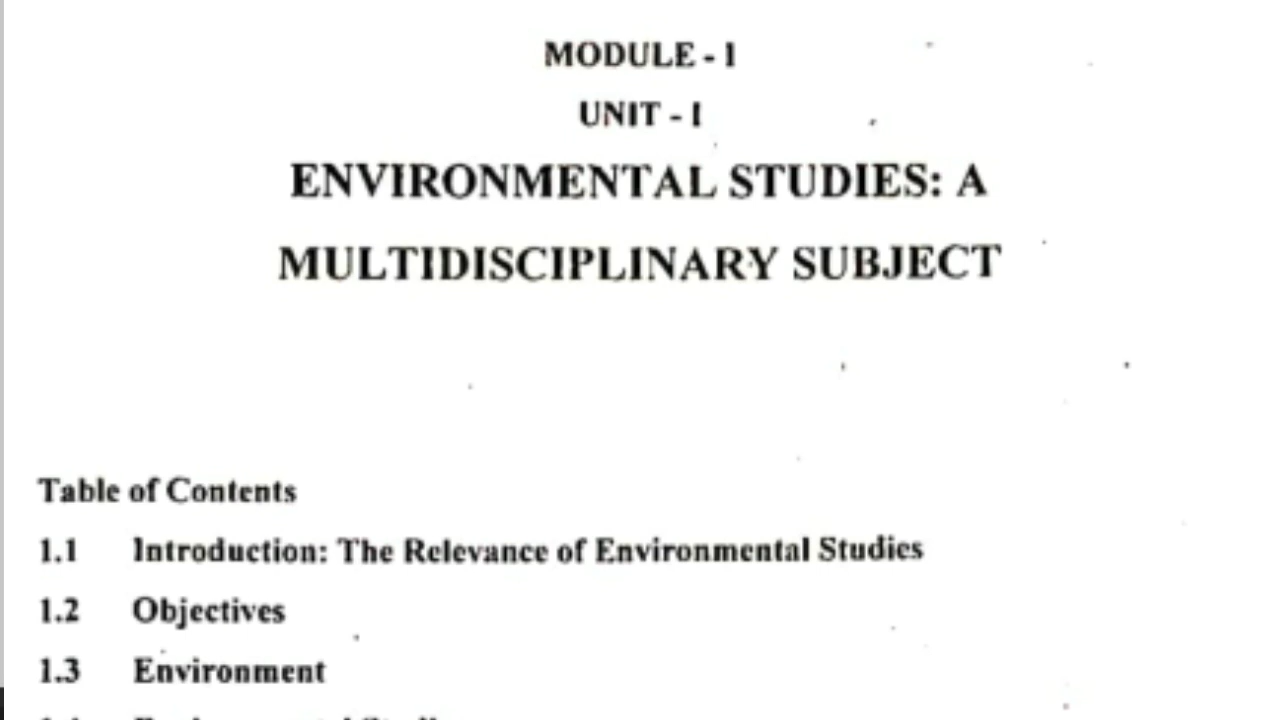 MODULE - I
UNIT - I
ENVIRONMENTAL STUDIES: A
MULTIDISCIPLINARY SUBJECT
Table of Contents
1.1 Introduction: The Relevance of Environmental Studies
1.2 Objectives
1.3 Environment